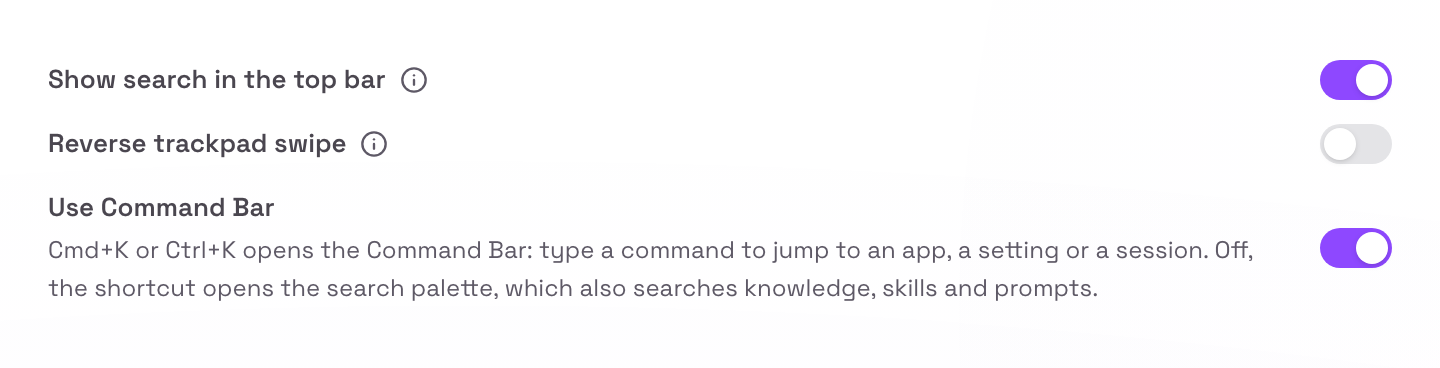 Show search in the top bar
Reverse trackpad swipe
Use Command Bar
Cmd+K or Ctrl+K opens the Command Bar: type a command to jump to an app, a setting or a session. Off,
the shortcut opens the search palette, which also searches knowledge, skills and prompts.